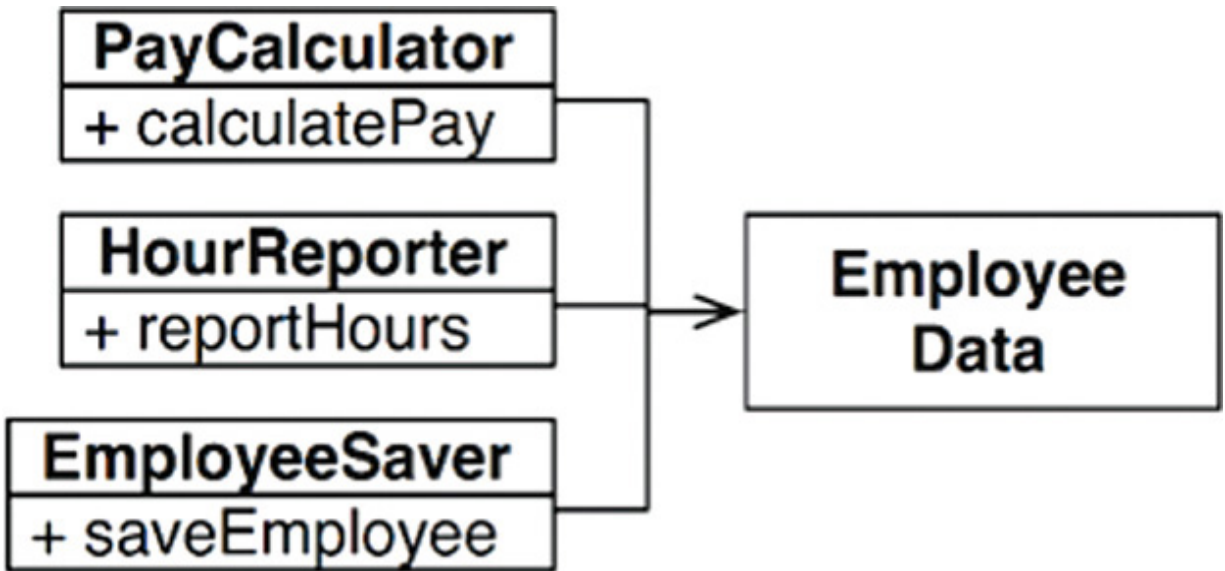 PayCalculator
+ calculatePay
HourReporter
+ reportHours
EmployeeSaver
+ saveEmployee
Employee
Data